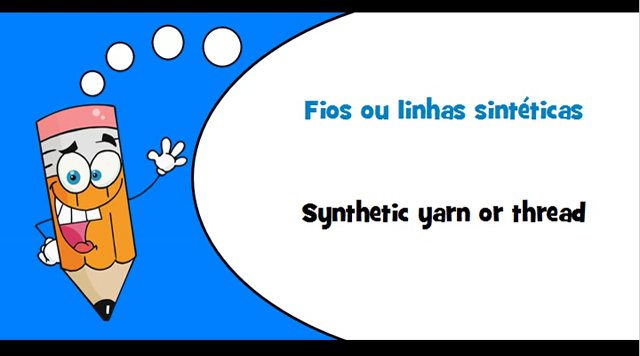 Fios ou linhas sintéticas
Synthetic yarn or thread